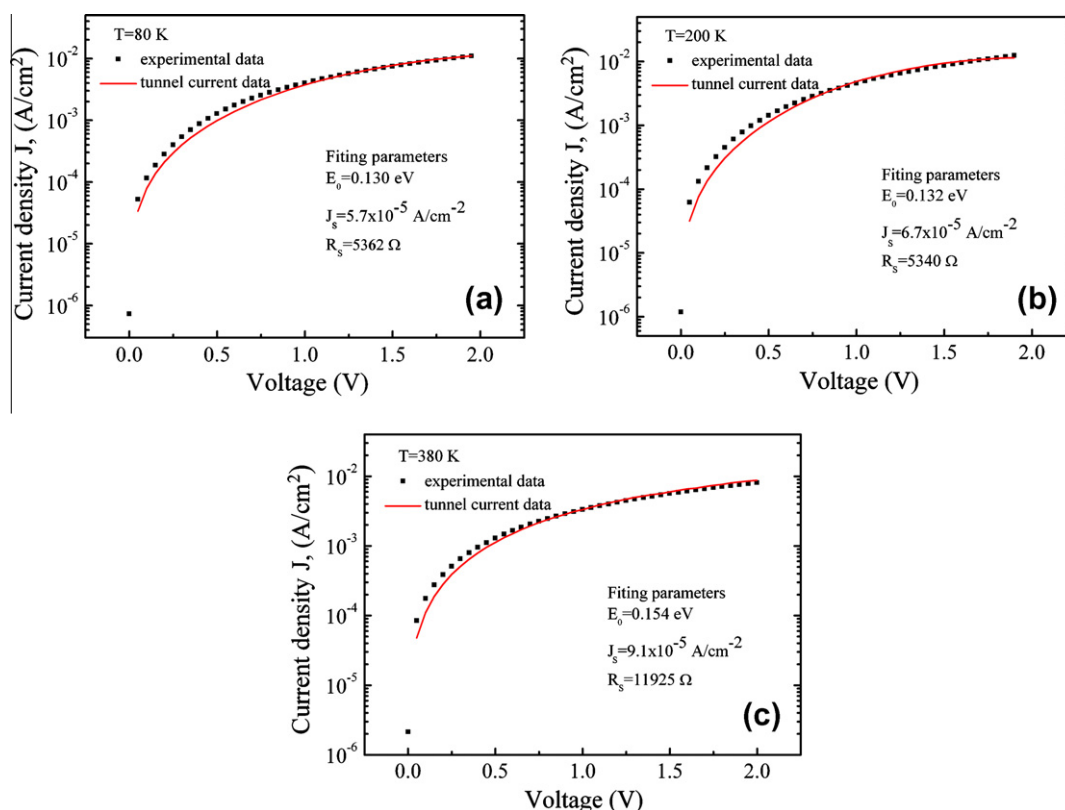 T=80 K
experimental data
tunnel current data
Fiting parameters
E₀=0.130 eV
Jₛ=5.7x10⁻⁵ A/cm⁻²
Rₛ=5362 Ω
(a)
10⁻²
10⁻³
10⁻⁴
10⁻⁵
10⁻⁶
Current density J, (A/cm²)
0.0 0.5 1.0 1.5 2.0
Voltage (V)
T=200 K
experimental data
tunnel current data
Fiting parameters
E₀=0.132 eV
Jₛ=6.7x10⁻⁵ A/cm⁻²
Rₛ=5340 Ω
(b)
10⁻²
10⁻³
10⁻⁴
10⁻⁵
10⁻⁶
Current density J, (A/cm²)
0.0 0.5 1.0 1.5 2.0
Voltage (V)
T=380 K
experimental data
tunnel current data
Fiting parameters
E₀=0.154 eV
Jₛ=9.1x10⁻⁵ A/cm⁻²
Rₛ=11925 Ω
(c)
10⁻²
10⁻³
10⁻⁴
10⁻⁵
10⁻⁶
Current density J, (A/cm²)
0.0 0.5 1.0 1.5 2.0
Voltage (V)